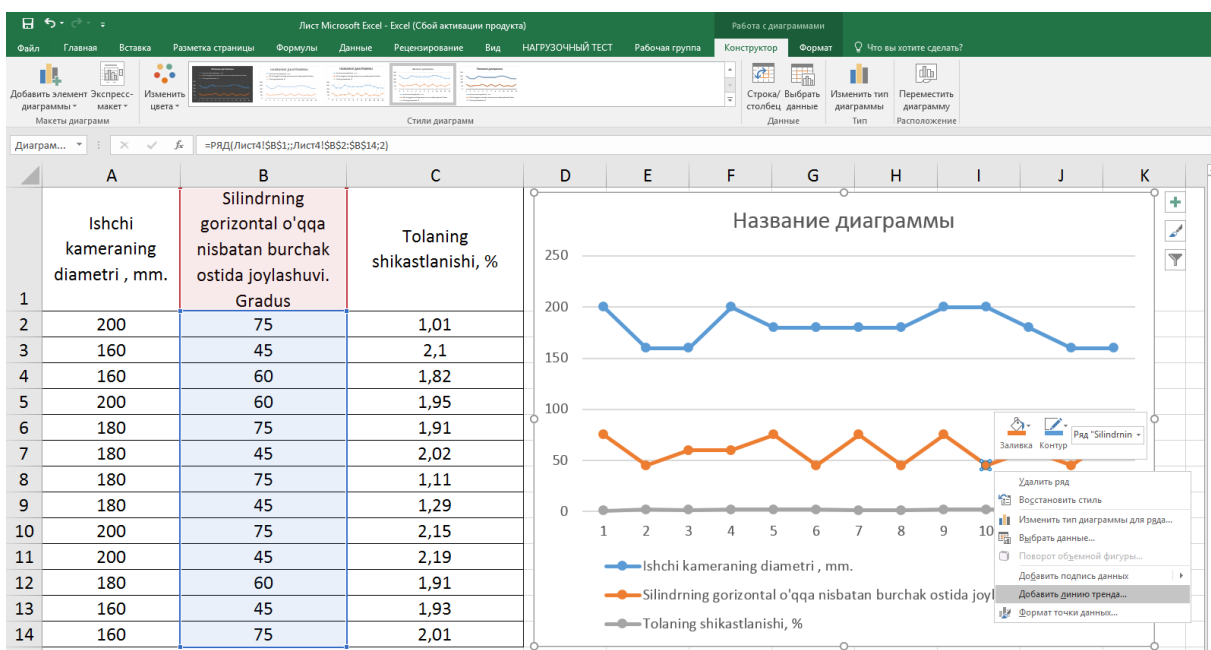 Лист Microsoft Excel - Excel (Сбой активации продукта)
Работа с диаграммами
Файл Главная Вставка Разметка страницы Формулы Данные Рецензирование Вид НАГРУЗОЧНЫЙ ТЕСТ Рабочая группа Конструктор Формат Что вы хотите сделать?
Добавить элемент диаграммы
Экспресс-макет
Изменить цвета
Строка/столбец
Выбрать данные
Изменить тип диаграммы
Переместить диаграмму
Макеты диаграмм Стили диаграмм Данные Тип Расположение
Диаграм... fx =РЯД(Лист4!$B$1;;Лист4!$B$2:$B$14;2)
A B C D E F G H I J K
1
Ishchi
kameraning
diametri , mm.
Silindrning
gorizontal o'qqa
nisbatan burchak
ostida joylashuvi.
Gradus
Tolaning
shikastlanishi, %
2 200 75 1,01
3 160 45 2,1
4 160 60 1,82
5 200 60 1,95
6 180 75 1,91
7 180 45 2,02
8 180 75 1,11
9 180 45 1,29
10 200 75 2,15
11 200 45 2,19
12 180 60 1,91
13 160 45 1,93
14 160 75 2,01
Название диаграммы
250
200
150
100
50
0
1 2 3 4 5 6 7 8 9 10
Ishchi kameraning diametri , mm.
Silindrning gorizontal o'qqa nisbatan burchak ostida joyl
Tolaning shikastlanishi, %
Заливка Контур Ряд "Silindrnin
Удалить ряд
Восстановить стиль
Изменить тип диаграммы для ряда...
Выбрать данные...
Поворот объемной фигуры...
Добавить подпись данных
Добавить линию тренда...
Формат точки данных...